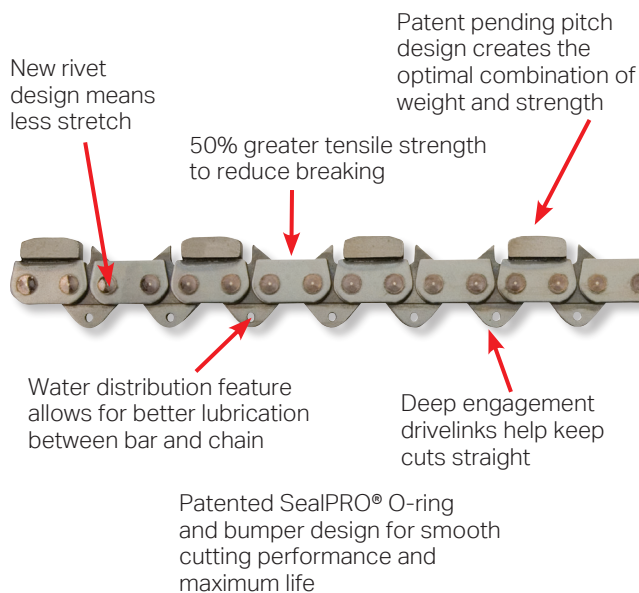 New rivet
design means
less stretch
50% greater tensile strength
to reduce breaking
Patent pending pitch
design creates the
optimal combination of
weight and strength
Water distribution feature
allows for better lubrication
between bar and chain
Deep engagement
drivelinks help keep
cuts straight
Patented SealPRO® O-ring
and bumper design for smooth
cutting performance and
maximum life